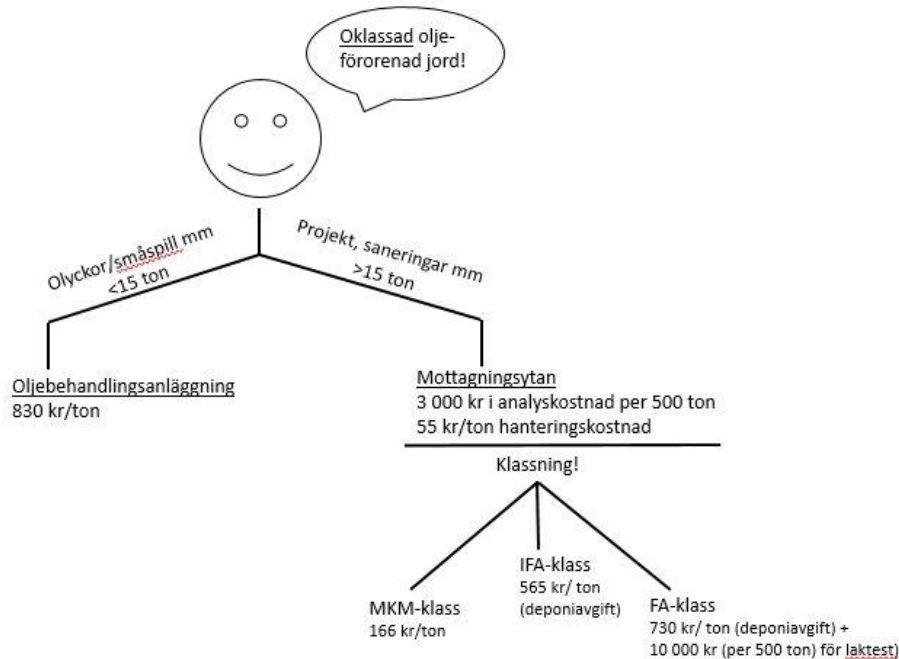 Oklassad olje-
förorenad jord!
Olyckor/småspill mm
<15 ton
Projekt, saneringar mm
>15 ton
Oljebehandlingsanläggning
830 kr/ton
Mottagningsytan
3 000 kr i analyskostnad per 500 ton
55 kr/ton hanteringskostnad
Klassning!
MKM-klass
166 kr/ton
IFA-klass
565 kr/ ton
(deponiavgift)
FA-klass
730 kr/ ton (deponiavgift) +
10 000 kr (per 500 ton) för laktest)